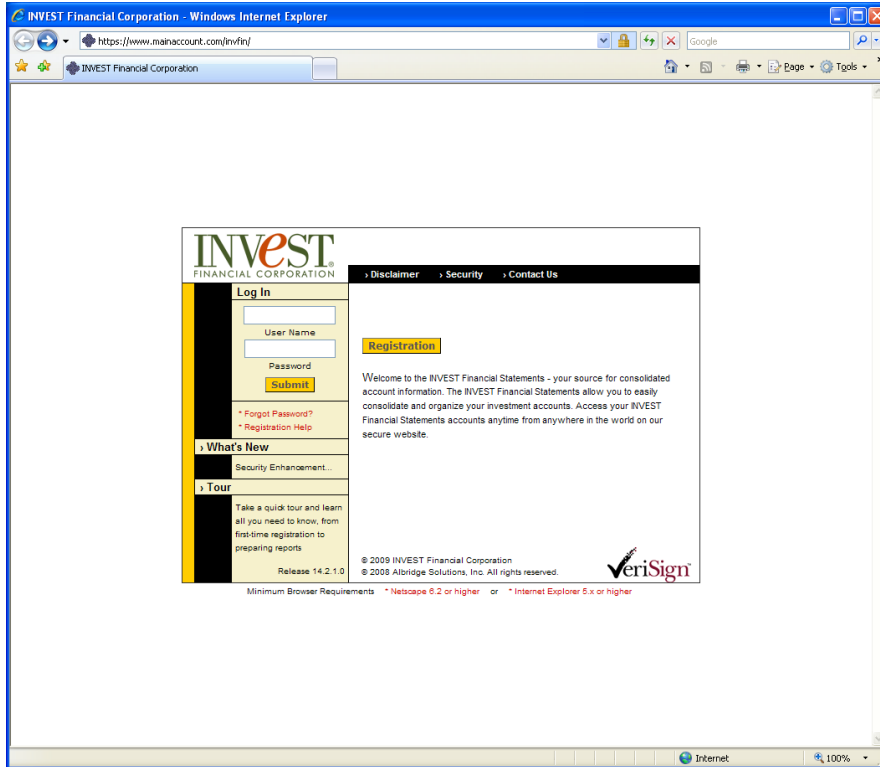 INVEST Financial Corporation - Windows Internet Explorer
https://www.mainaccount.com/invfin/
Google
INVEST Financial Corporation
Page
Tools
INVEST®
FINANCIAL CORPORATION
› Disclaimer › Security › Contact Us
Log In
User Name
Password
Submit
* Forgot Password?
* Registration Help
› What's New
Security Enhancement...
› Tour
Take a quick tour and learn
all you need to know, from
first-time registration to
preparing reports
Release 14.2.1.0
Registration
Welcome to the INVEST Financial Statements - your source for consolidated
account information. The INVEST Financial Statements allow you to easily
consolidate and organize your investment accounts. Access your INVEST
Financial Statements accounts anytime from anywhere in the world on our
secure website.
© 2009 INVEST Financial Corporation
© 2008 Albridge Solutions, Inc. All rights reserved.
VeriSign
Minimum Browser Requirements * Netscape 6.2 or higher or * Internet Explorer 5.x or higher
Internet
100%